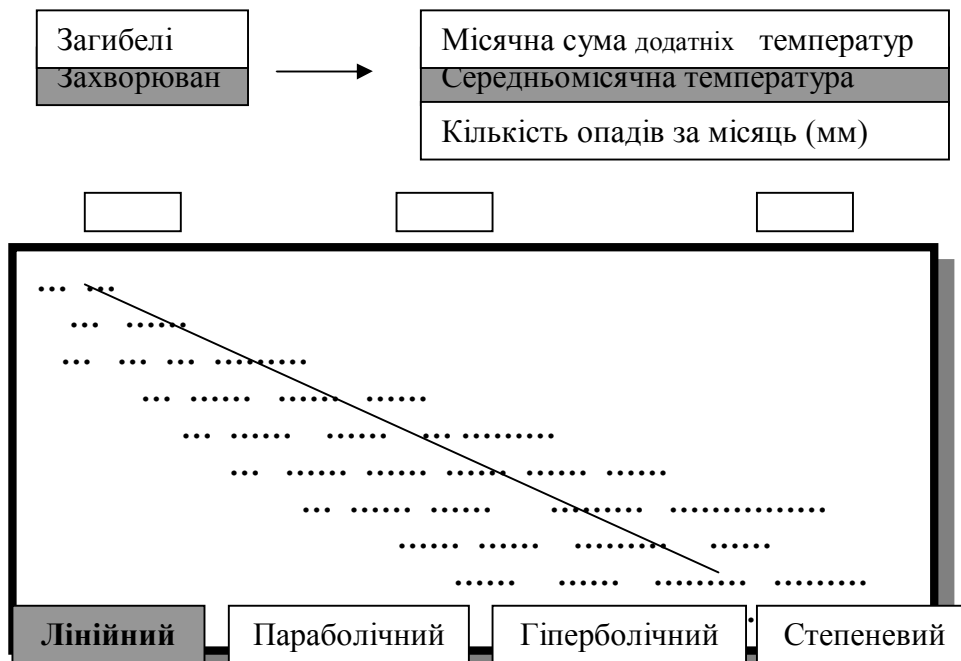 Загибелі
Захворюван
Місячна сума додатніх температур
Середньомісячна температура
Кількість опадів за місяць (мм)
Лінійний
Параболічний
Гіперболічний
Степеневий